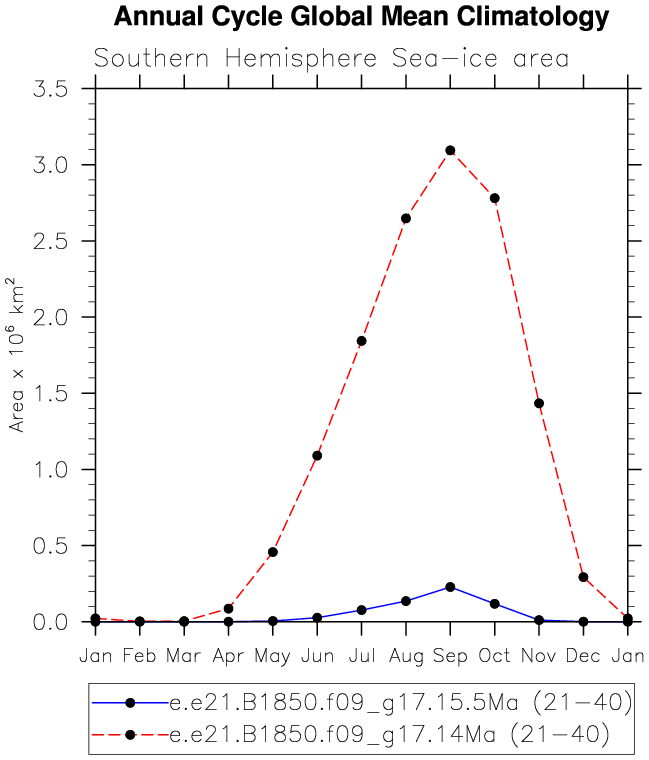 Annual Cycle Global Mean Climatology
Southern Hemisphere Sea-ice area
3.5
3.0
2.5
2.0
1.5
1.0
0.5
0.0
Area x 10⁶ km²
Jan Feb Mar Apr May Jun Jul Aug Sep Oct Nov Dec Jan
e.e21.B1850.f09_g17.15.5Ma (21-40)
e.e21.B1850.f09_g17.14Ma (21-40)